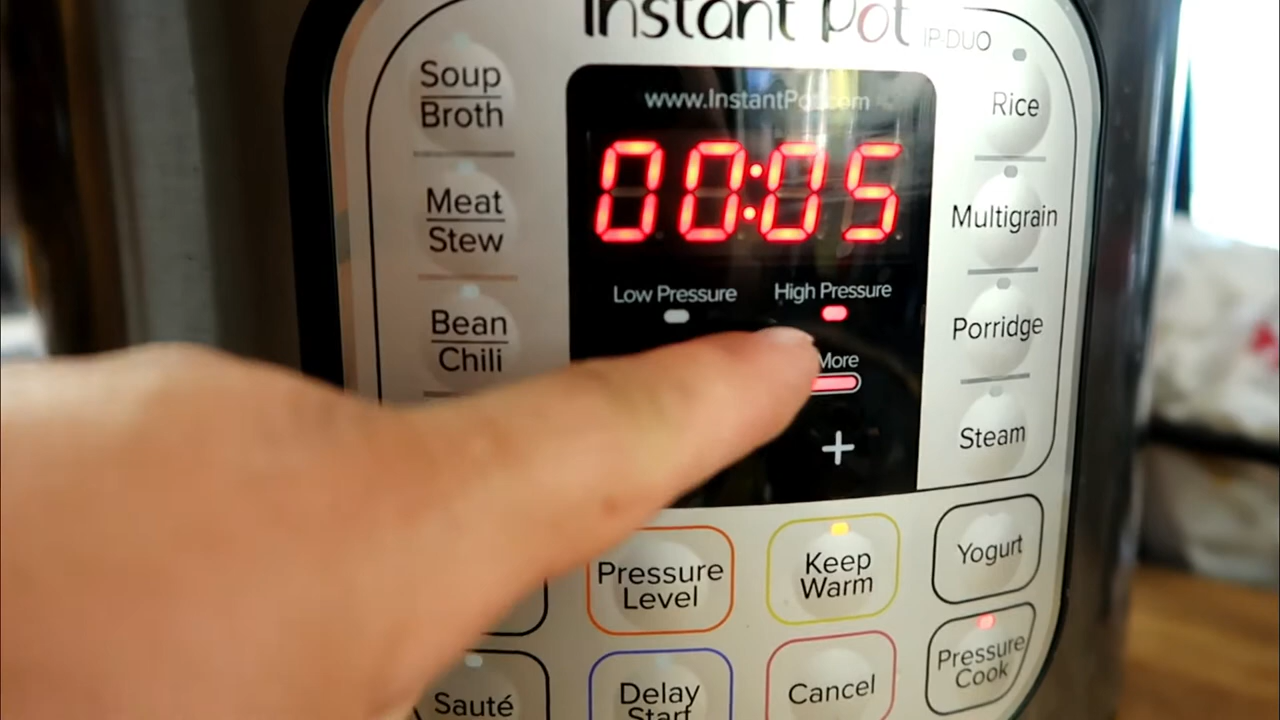 Instant Pot IP-DUO
www.InstantPot.com
00:05
Low Pressure
High Pressure
More
+
Soup
Broth
Meat
Stew
Bean
Chili
Rice
Multigrain
Porridge
Steam
Pressure
Level
Keep
Warm
Yogurt
Sauté
Delay
Start
Cancel
Pressure
Cook